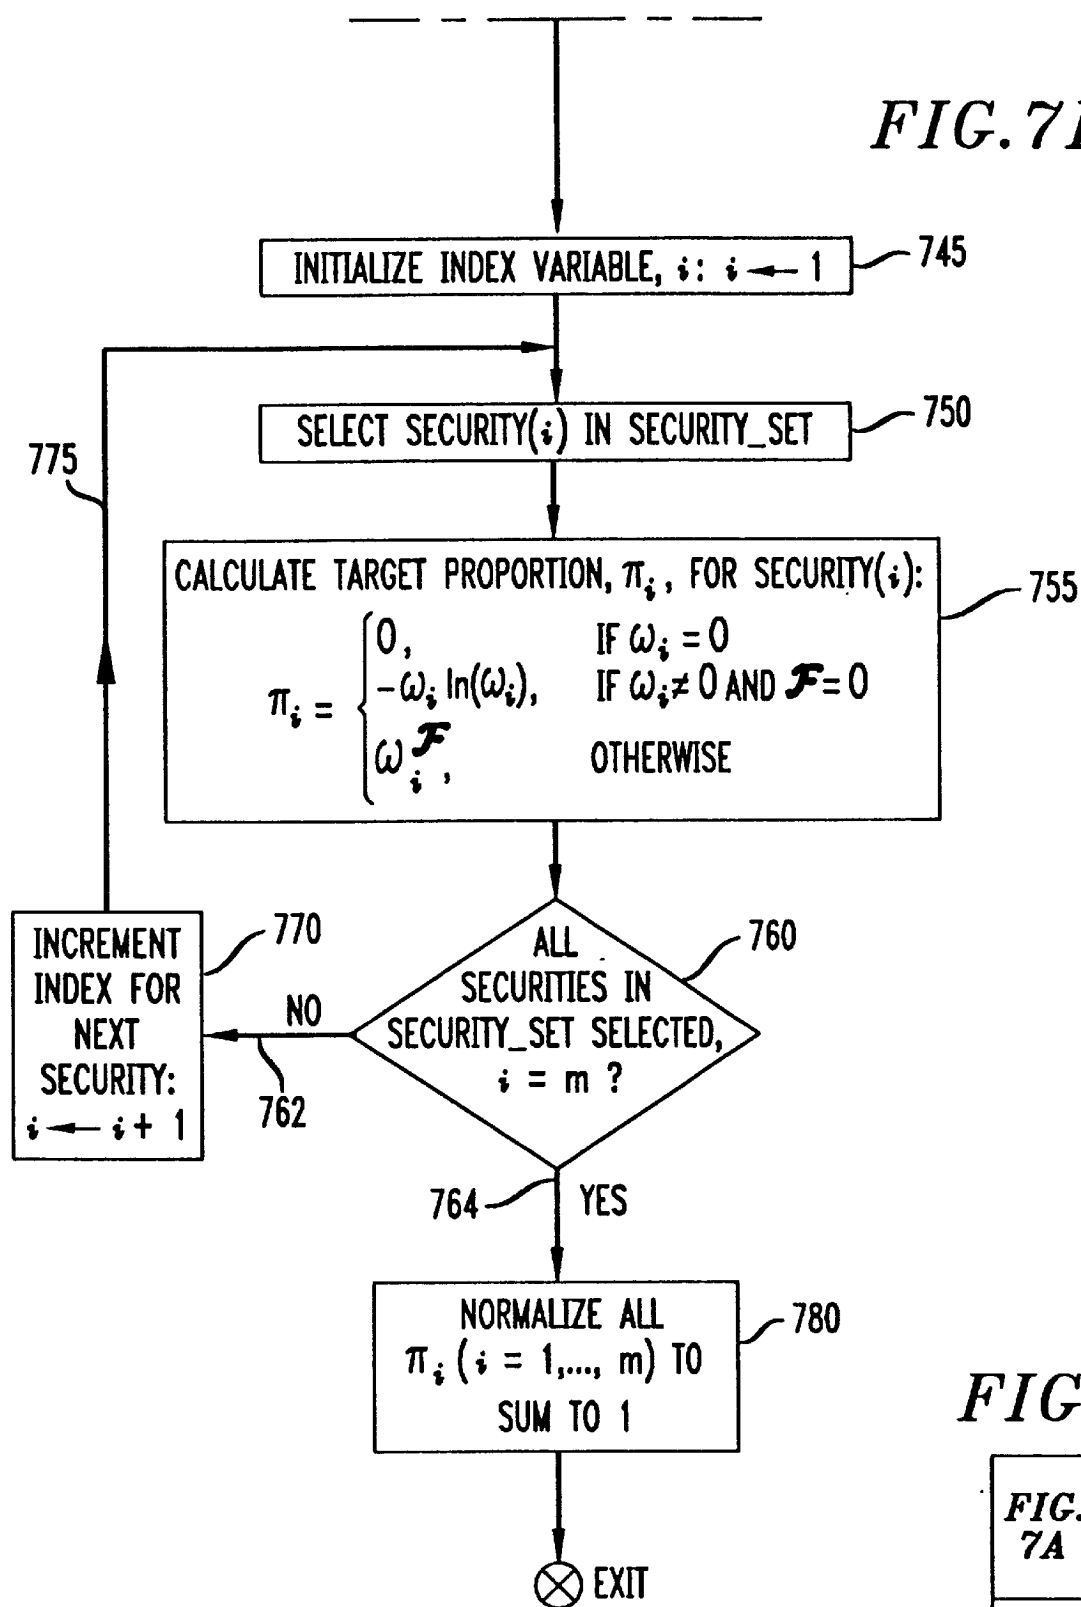 FIG. 7
INITIALIZE INDEX VARIABLE, i: i ← 1
745
SELECT SECURITY(i) IN SECURITY_SET
750
775
CALCULATE TARGET PROPORTION, πi, FOR SECURITY(i):
755
0, IF ωi = 0
πi = -ωi ln(ωi), IF ωi ≠ 0 AND 𝓕 = 0
ωi^𝓕, OTHERWISE
INCREMENT
INDEX FOR
NEXT
SECURITY:
i ← i + 1
770
NO
762
ALL
SECURITIES IN
SECURITY_SET SELECTED,
i = m ?
760
764
YES
NORMALIZE ALL
πi (i = 1,..., m) TO
SUM TO 1
780
EXIT
FIG
FIG.
7A